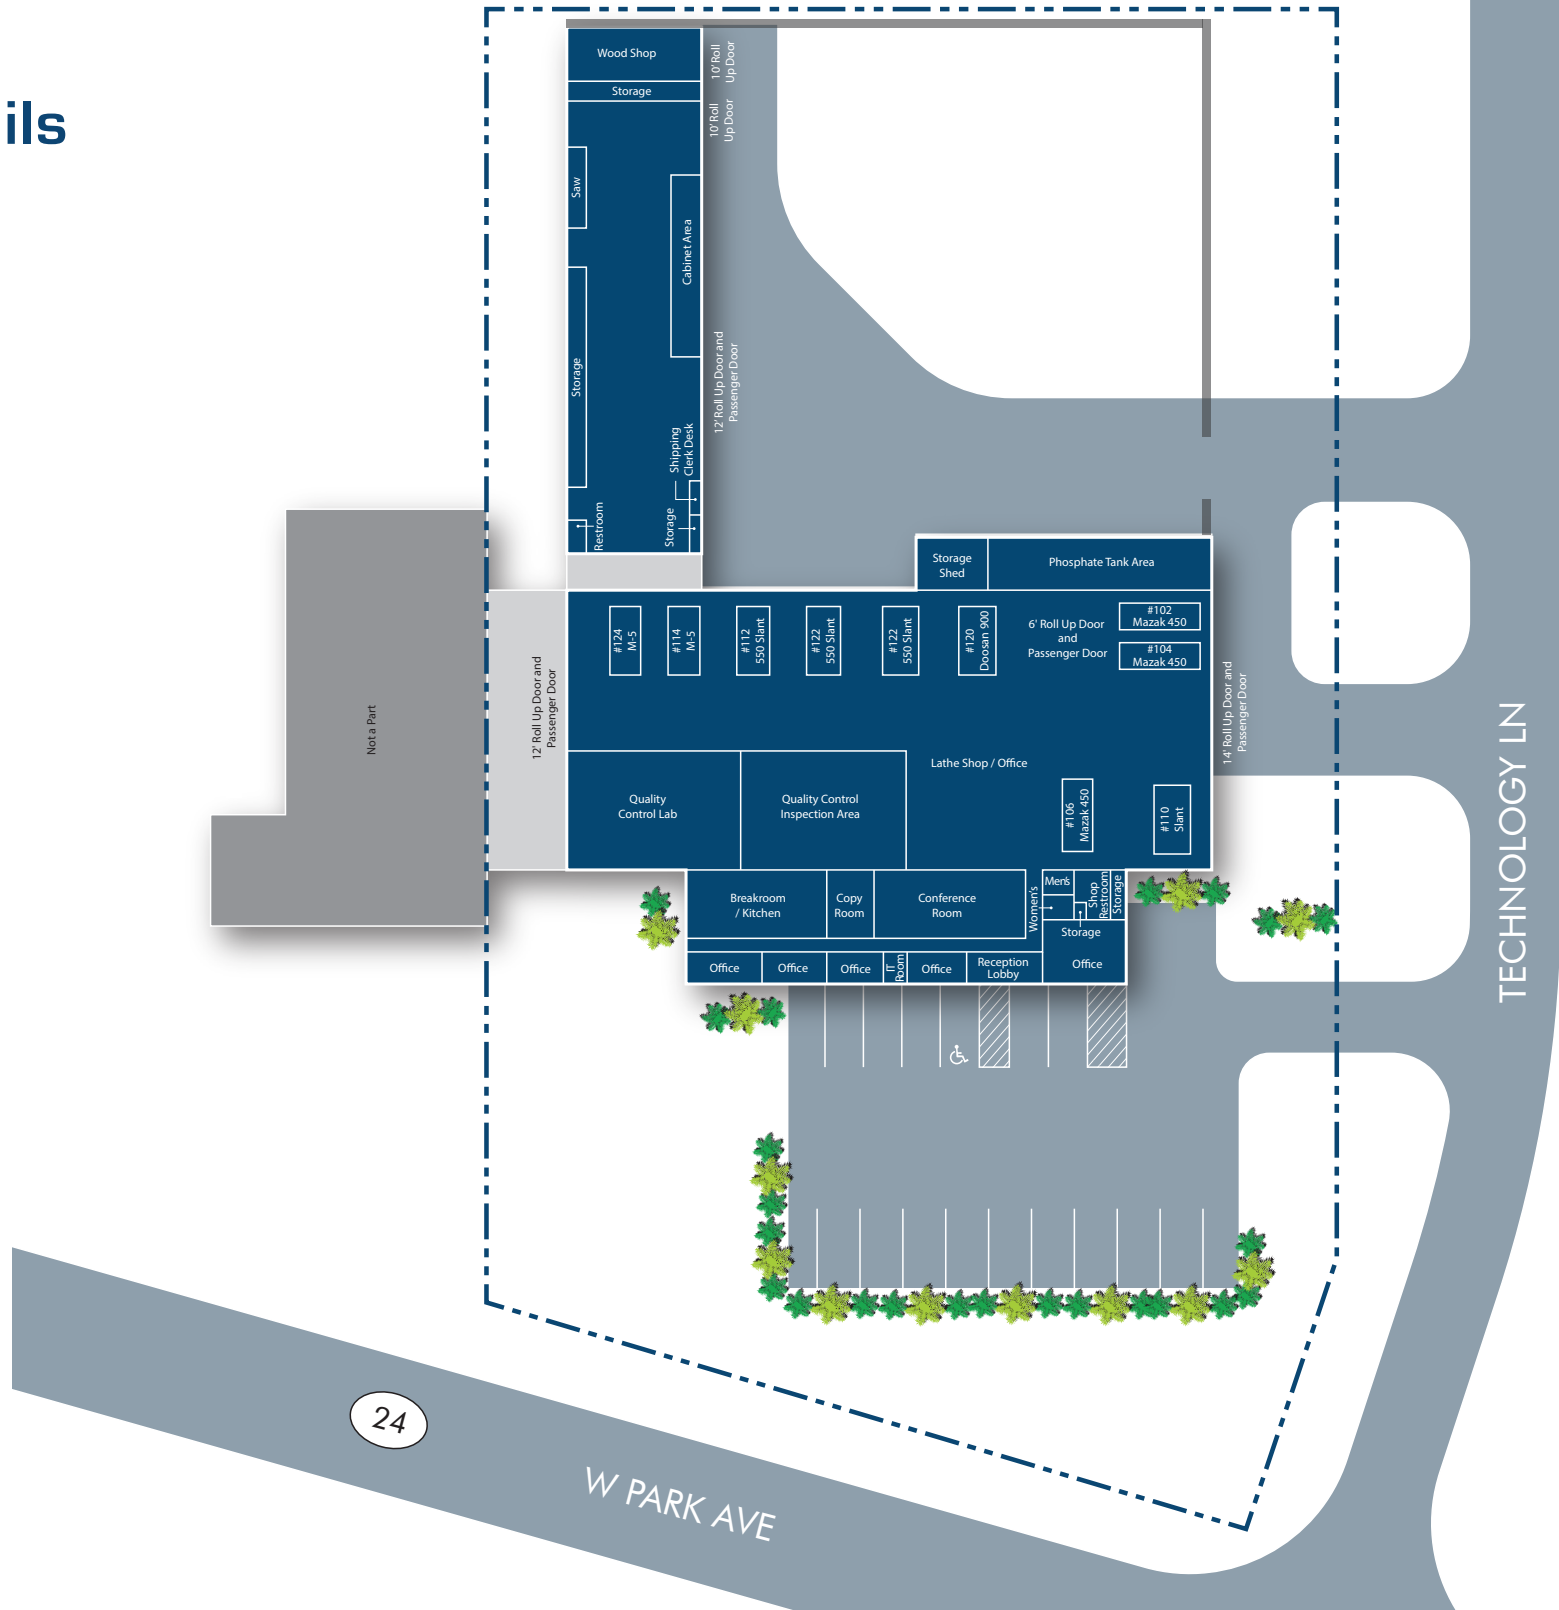 ils
Wood Shop
Storage
10' Roll
Up Door
10' Roll
Up Door
Saw
Cabinet Area
Storage
12' Roll Up Door and
Passenger Door
Shipping
Clerk Desk
Restroom
Storage
Storage
Shed
Phosphate Tank Area
#124
M-5
#114
M-5
#112
550 Slant
#122
550 Slant
#122
550 Slant
#120
Doosan 900
6' Roll Up Door
and
Passenger Door
#102
Mazak 450
#104
Mazak 450
Not a Part
12' Roll Up Door and
Passenger Door
14' Roll Up Door and
Passenger Door
Lathe Shop / Office
Quality
Control Lab
Quality Control
Inspection Area
#106
Mazak 450
#110
Slant
TECHNOLOGY LN
Breakroom
/ Kitchen
Copy
Room
Conference
Room
Women's
Men's
Shop
Restroom
Storage
Storage
Office
Office
Office
IT
Room
Office
Reception
Lobby
Office
24
W PARK AVE